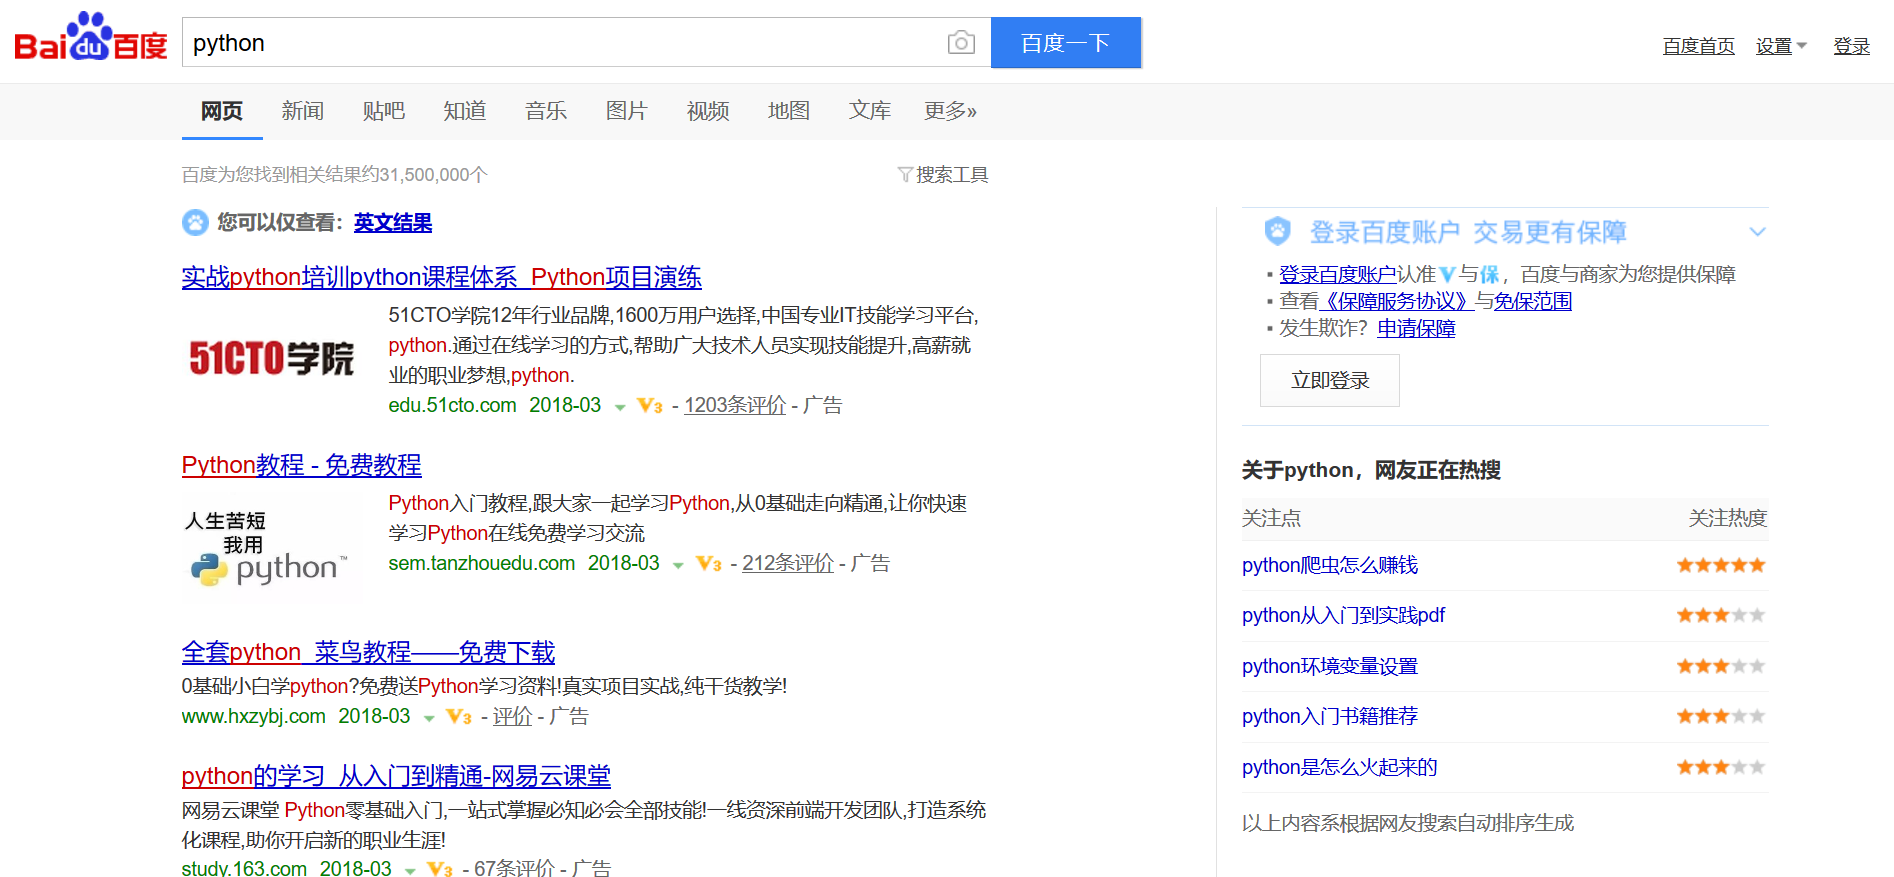 Bai du 百度
python
百度一下
百度首页 设置 登录
网页 新闻 贴吧 知道 音乐 图片 视频 地图 文库 更多»
百度为您找到相关结果约31,500,000个
搜索工具
您可以仅查看：英文结果
实战python培训python课程体系 Python项目演练
51CTO学院
51CTO学院12年行业品牌,1600万用户选择,中国专业IT技能学习平台,
python.通过在线学习的方式,帮助广大技术人员实现技能提升,高薪就
业的职业梦想,python.
edu.51cto.com 2018-03 V3 - 1203条评价 - 广告
Python教程 - 免费教程
人生苦短
我用
python™
Python入门教程,跟大家一起学习Python,从0基础走向精通,让你快速
学习Python在线免费学习交流
sem.tanzhouedu.com 2018-03 V3 - 212条评价 - 广告
全套python 菜鸟教程——免费下载
0基础小白学python?免费送Python学习资料!真实项目实战,纯干货教学!
www.hxzybj.com 2018-03 V3 - 评价 - 广告
python的学习 从入门到精通-网易云课堂
网易云课堂 Python零基础入门,一站式掌握必知必会全部技能!一线资深前端开发团队,打造系统
化课程,助你开启新的职业生涯!
study.163.com 2018-03 V3 - 67条评价 - 广告
登录百度账户 交易更有保障
▪ 登录百度账户认准V与保，百度与商家为您提供保障
▪ 查看《保障服务协议》与免保范围
▪ 发生欺诈？申请保障
立即登录
关于python，网友正在热搜
关注点 关注热度
python爬虫怎么赚钱
python从入门到实践pdf
python环境变量设置
python入门书籍推荐
python是怎么火起来的
以上内容系根据网友搜索自动排序生成